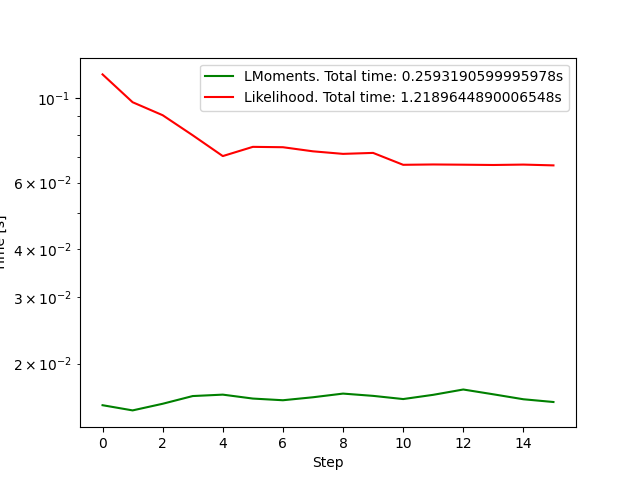 LMoments. Total time: 0.2593190599995978s
Likelihood. Total time: 1.2189644890006548s
10⁻¹
6 × 10⁻²
4 × 10⁻²
3 × 10⁻²
2 × 10⁻²
[s]
0 2 4 6 8 10 12 14
Step